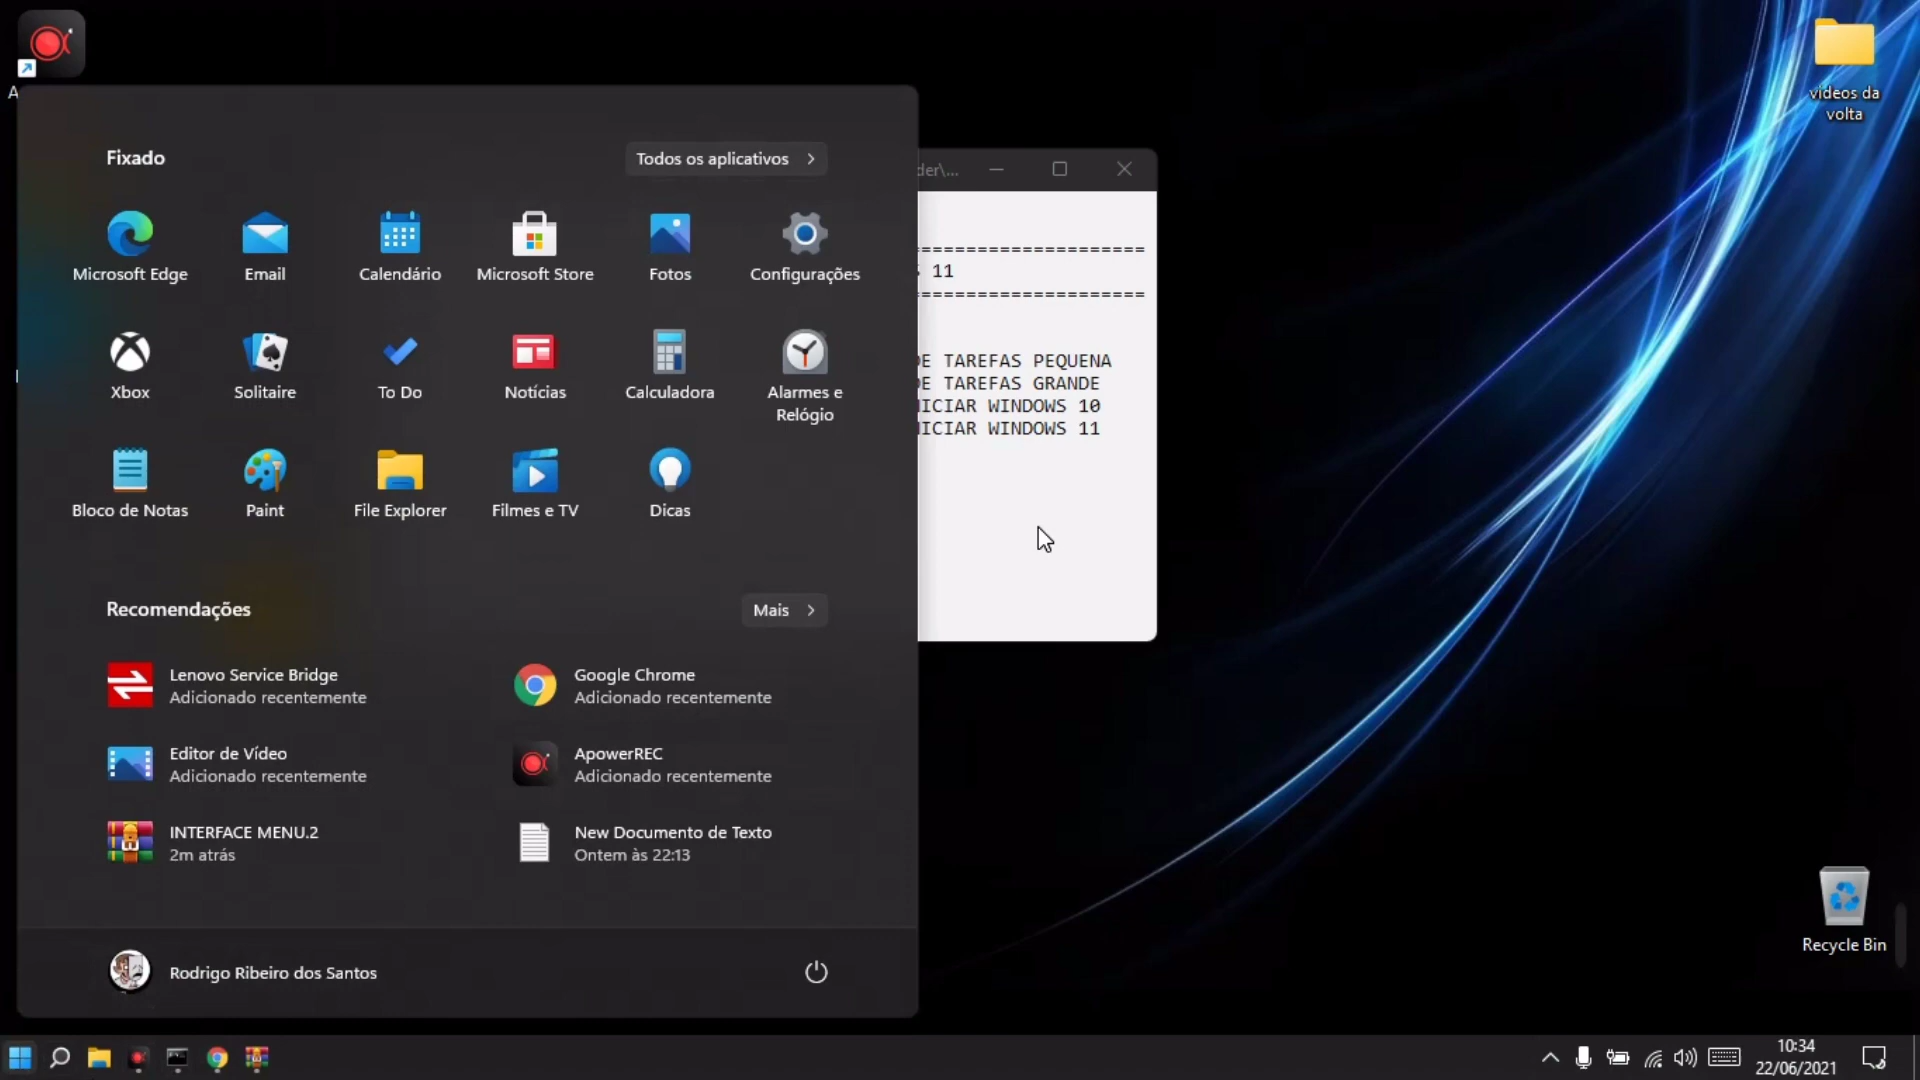 videos da
volta
Fixado
Todos os aplicativos
Microsoft Edge
Email
Calendário
Microsoft Store
Fotos
Configurações
Xbox
Solitaire
To Do
Notícias
Calculadora
Alarmes e
Relógio
Bloco de Notas
Paint
File Explorer
Filmes e TV
Dicas
Recomendações
Mais
Lenovo Service Bridge
Adicionado recentemente
Google Chrome
Adicionado recentemente
Editor de Vídeo
Adicionado recentemente
ApowerREC
Adicionado recentemente
INTERFACE MENU.2
2m atrás
New Documento de Texto
Ontem às 22:13
Rodrigo Ribeiro dos Santos
der\...
====================
S 11
====================
DE TAREFAS PEQUENA
DE TAREFAS GRANDE
NICIAR WINDOWS 10
NICIAR WINDOWS 11
Recycle Bin
10:34
22/06/2021